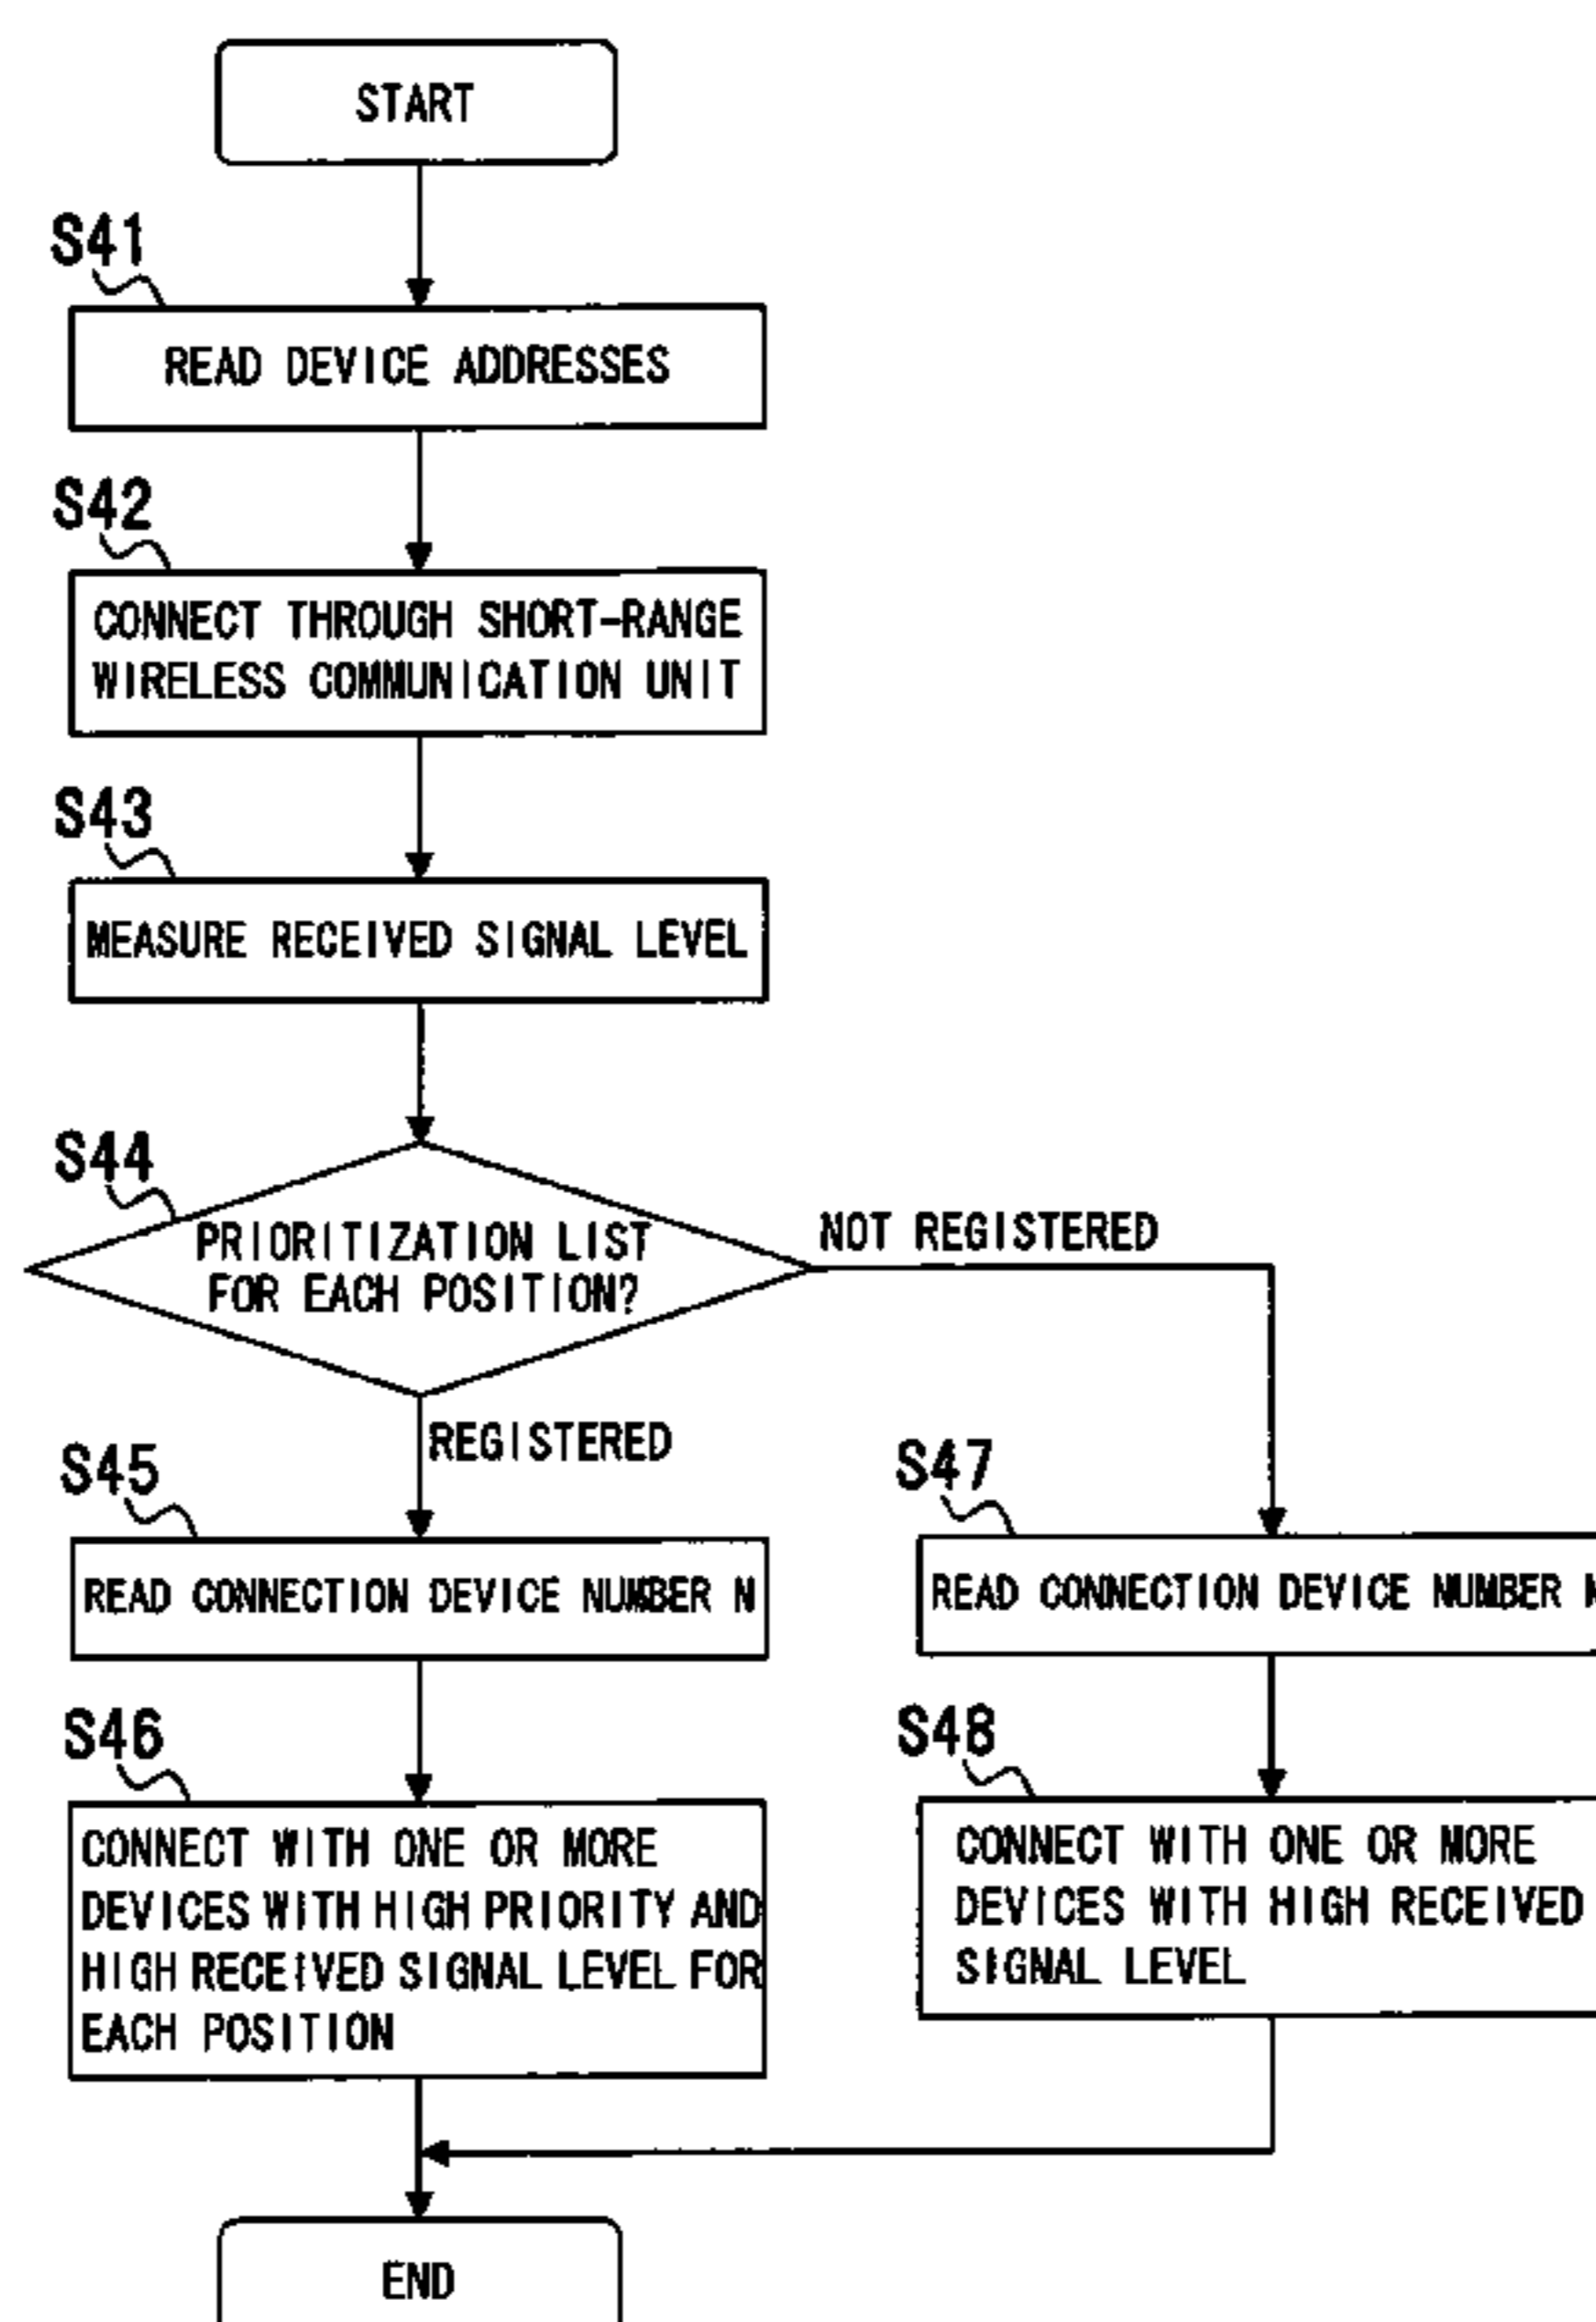 START
S41
READ DEVICE ADDRESSES
S42
CONNECT THROUGH SHORT-RANGE
WIRELESS COMMUNICATION UNIT
S43
MEASURE RECEIVED SIGNAL LEVEL
S44
PRIORITIZATION LIST
FOR EACH POSITION?
NOT REGISTERED
REGISTERED
S45
READ CONNECTION DEVICE NUMBER N
S47
READ CONNECTION DEVICE NUMBER
S46
CONNECT WITH ONE OR MORE
DEVICES WITH HIGH PRIORITY AND
HIGH RECEIVED SIGNAL LEVEL FOR
EACH POSITION
S48
CONNECT WITH ONE OR MORE
DEVICES WITH HIGH RECEIVED
SIGNAL LEVEL
END